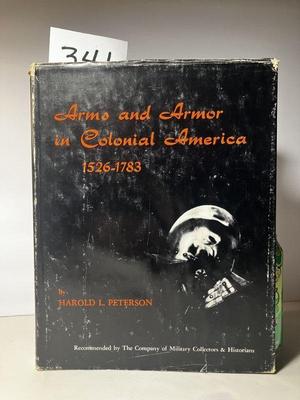 341
Arms and Armor
in Colonial America
1526-1783
By
HAROLD L. PETERSON
Recommended by The Company of Military Collectors & Historians